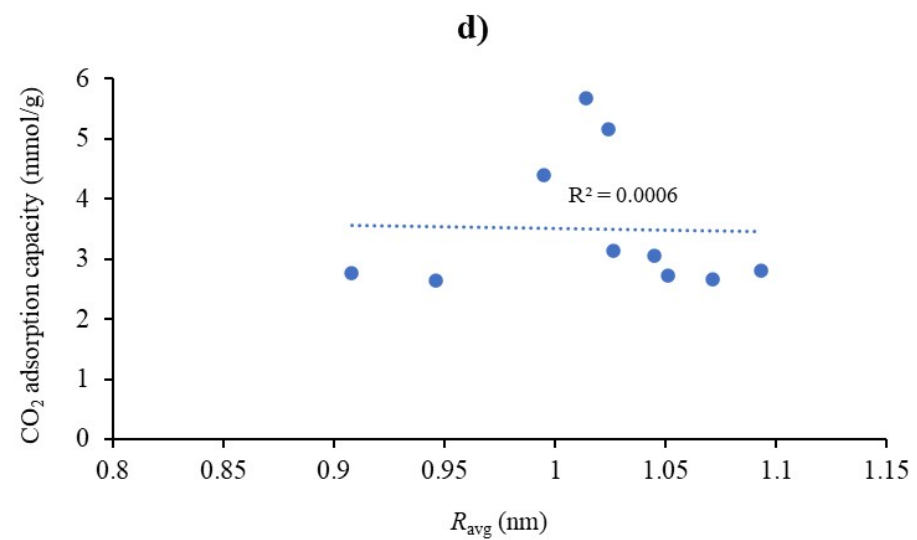 d)
CO₂ adsorption capacity (mmol/g)
6
5
4
3
2
1
0
R² = 0.0006
0.8 0.85 0.9 0.95 1 1.05 1.1 1.15
Ravg (nm)